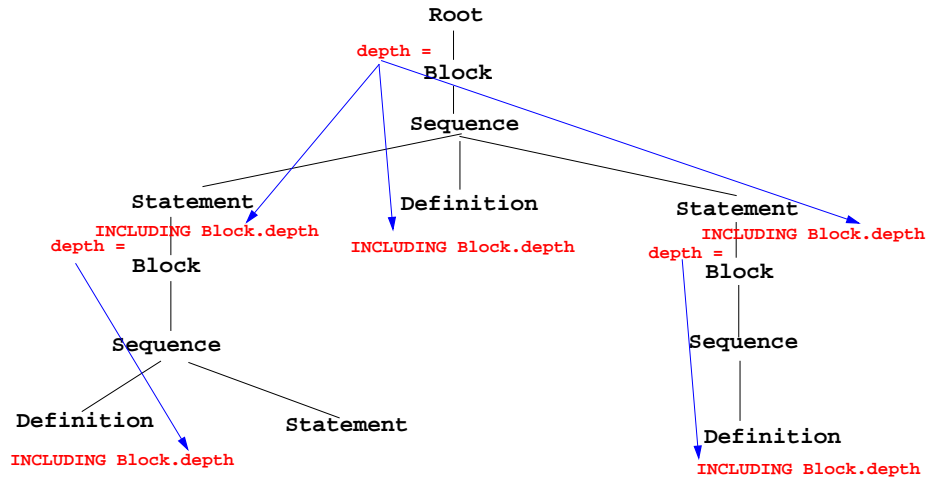 Root
depth =
Block
Sequence
Statement
Definition
Statement
INCLUDING Block.depth
INCLUDING Block.depth
INCLUDING Block.depth
depth =
depth =
Block
Block
Sequence
Sequence
Definition
Statement
Definition
INCLUDING Block.depth
INCLUDING Block.depth